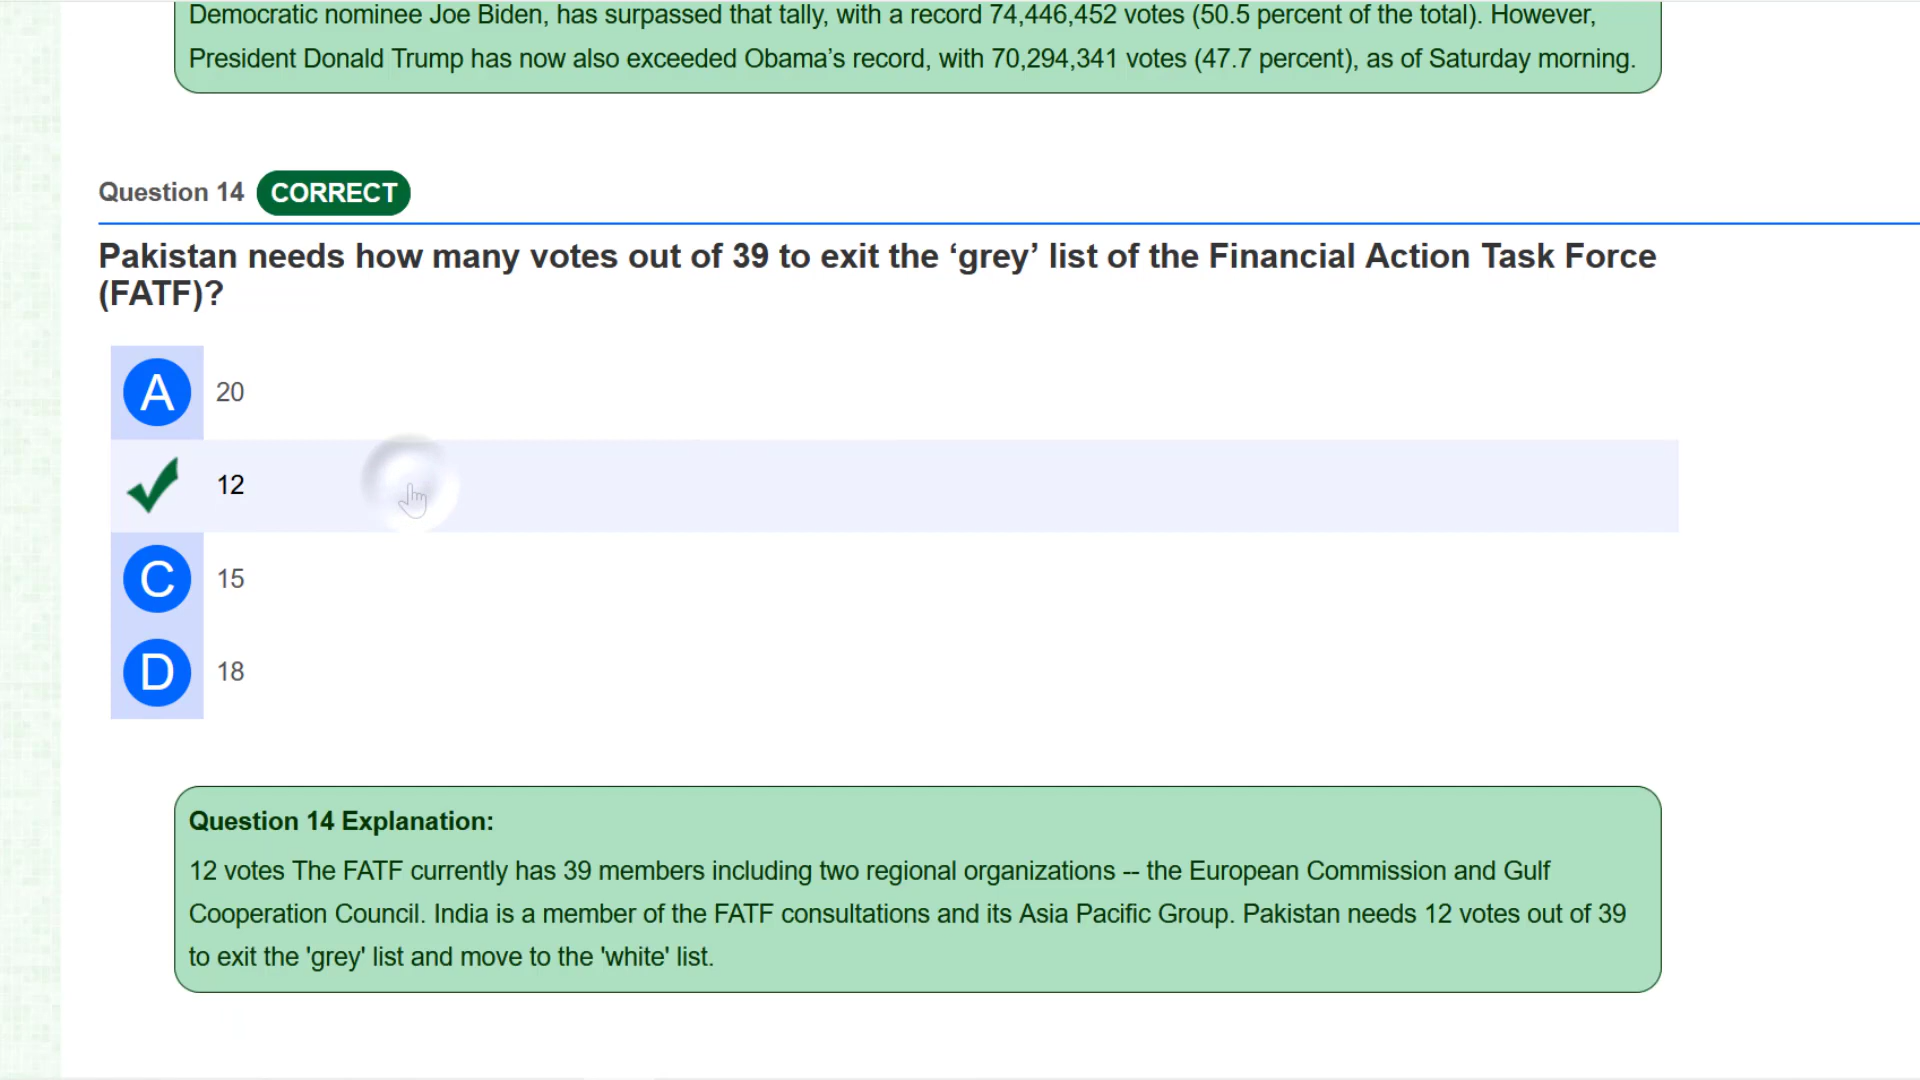 Democratic nominee Joe Biden, has surpassed that tally, with a record 74,446,452 votes (50.5 percent of the total). However,
President Donald Trump has now also exceeded Obama’s record, with 70,294,341 votes (47.7 percent), as of Saturday morning.
Question 14 CORRECT
Pakistan needs how many votes out of 39 to exit the ‘grey’ list of the Financial Action Task Force
(FATF)?
A 20
12
C 15
D 18
Question 14 Explanation:
12 votes The FATF currently has 39 members including two regional organizations -- the European Commission and Gulf
Cooperation Council. India is a member of the FATF consultations and its Asia Pacific Group. Pakistan needs 12 votes out of 39
to exit the 'grey' list and move to the 'white' list.